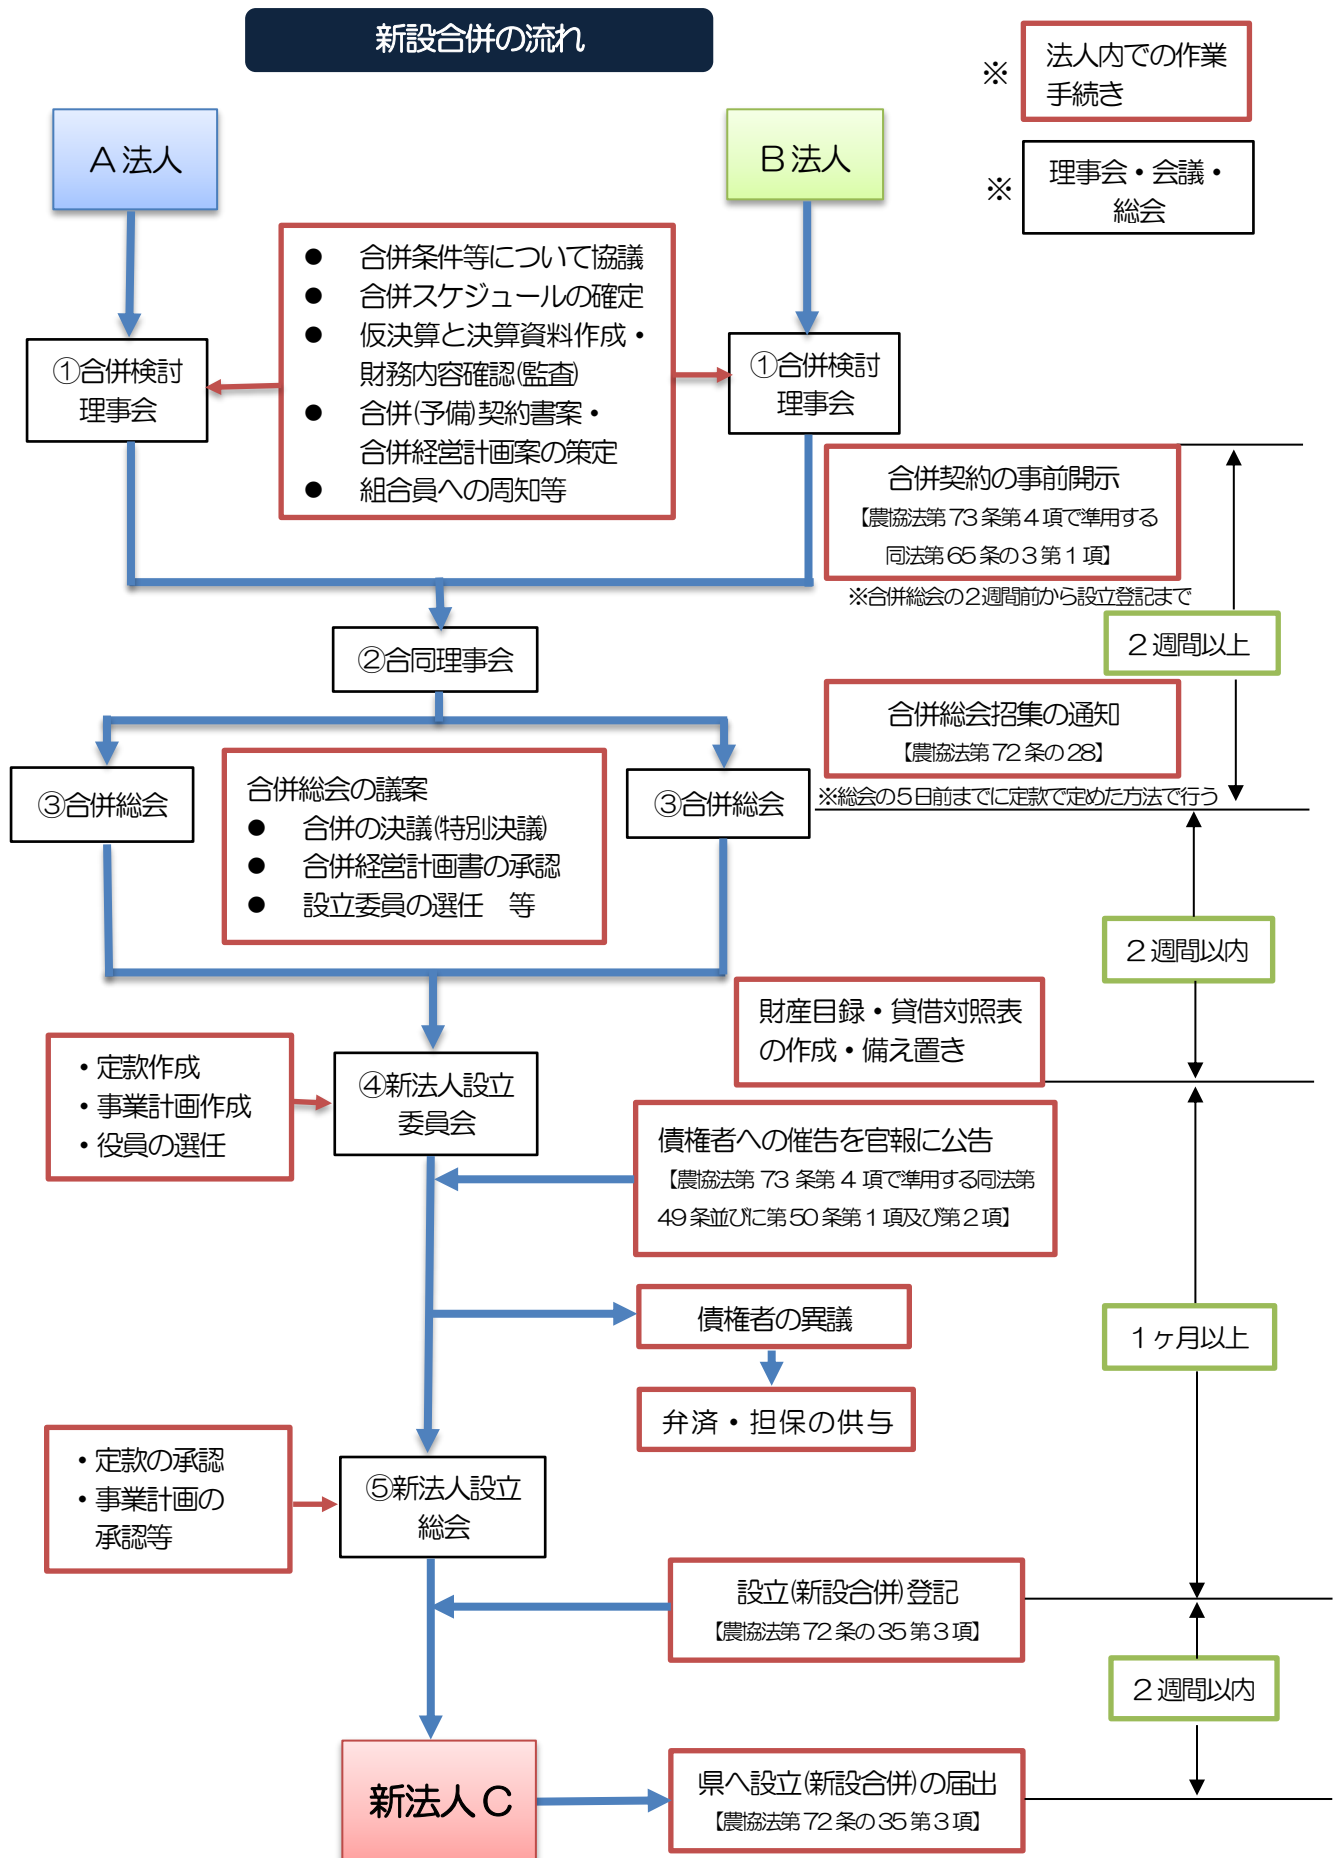 新設合併の流れ
※
法人内での作業
手続き
※
理事会・会議・
総会
A法人
B法人
● 合併条件等について協議
● 合併スケジュールの確定
● 仮決算と決算資料作成・
財務内容確認(監査)
● 合併(予備)契約書案・
合併経営計画案の策定
● 組合員への周知等
①合併検討
理事会
①合併検討
理事会
合併契約の事前開示
【農協法第73条第4項で準用する
同法第65条の3第1項】
※合併総会の2週間前から設立登記まで
2週間以上
②合同理事会
合併総会招集の通知
【農協法第72条の28】
※総会の5日前までに定款で定めた方法で行う
③合併総会
合併総会の議案
● 合併の決議(特別決議)
● 合併経営計画書の承認
● 設立委員の選任 等
③合併総会
2週間以内
財産目録・貸借対照表
の作成・備え置き
・定款作成
・事業計画作成
・役員の選任
④新法人設立
委員会
債権者への催告を官報に公告
【農協法第73条第4項で準用する同法第
49条並びに第50条第1項及び第2項】
債権者の異議
1ヶ月以上
弁済・担保の供与
・定款の承認
・事業計画の
承認等
⑤新法人設立
総会
設立(新設合併)登記
【農協法第72条の35第3項】
2週間以内
新法人C
県へ設立(新設合併)の届出
【農協法第72条の35第3項】